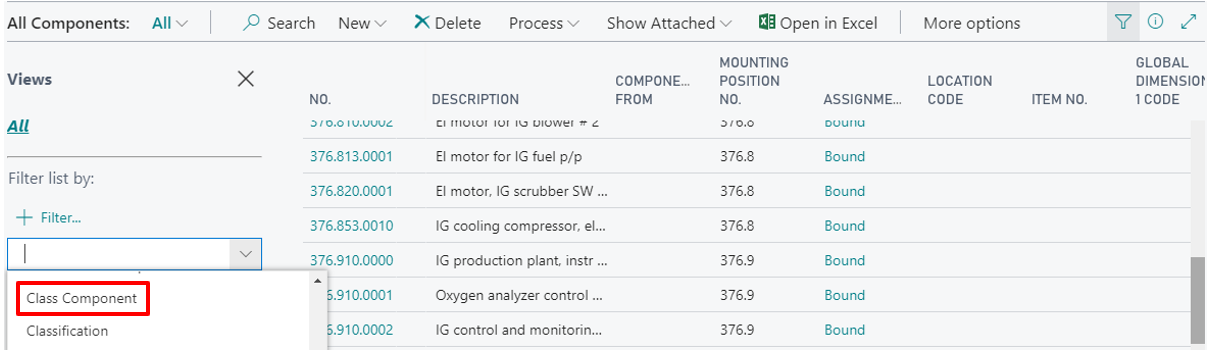 All Components: All Search New Delete Process Show Attached Open in Excel More options
Views
All
Filter list by:
Filter...
Class Component
Classification
NO. DESCRIPTION COMPONE... FROM MOUNTING POSITION NO. ASSIGNME... LOCATION CODE ITEM NO. GLOBAL DIMENSION 1 CODE
376.810.0002 El motor for IG blower # 2 376.8 Bound
376.813.0001 El motor for IG fuel p/p 376.8 Bound
376.820.0001 El motor, IG scrubber SW ... 376.8 Bound
376.853.0010 IG cooling compressor, el... 376.8 Bound
6.910.0000 IG production plant, instr ... 376.9 Bound
6.910.0001 Oxygen analyzer control ... 376.9 Bound
6.910.0002 IG control and monitorin... 376.9 Bound